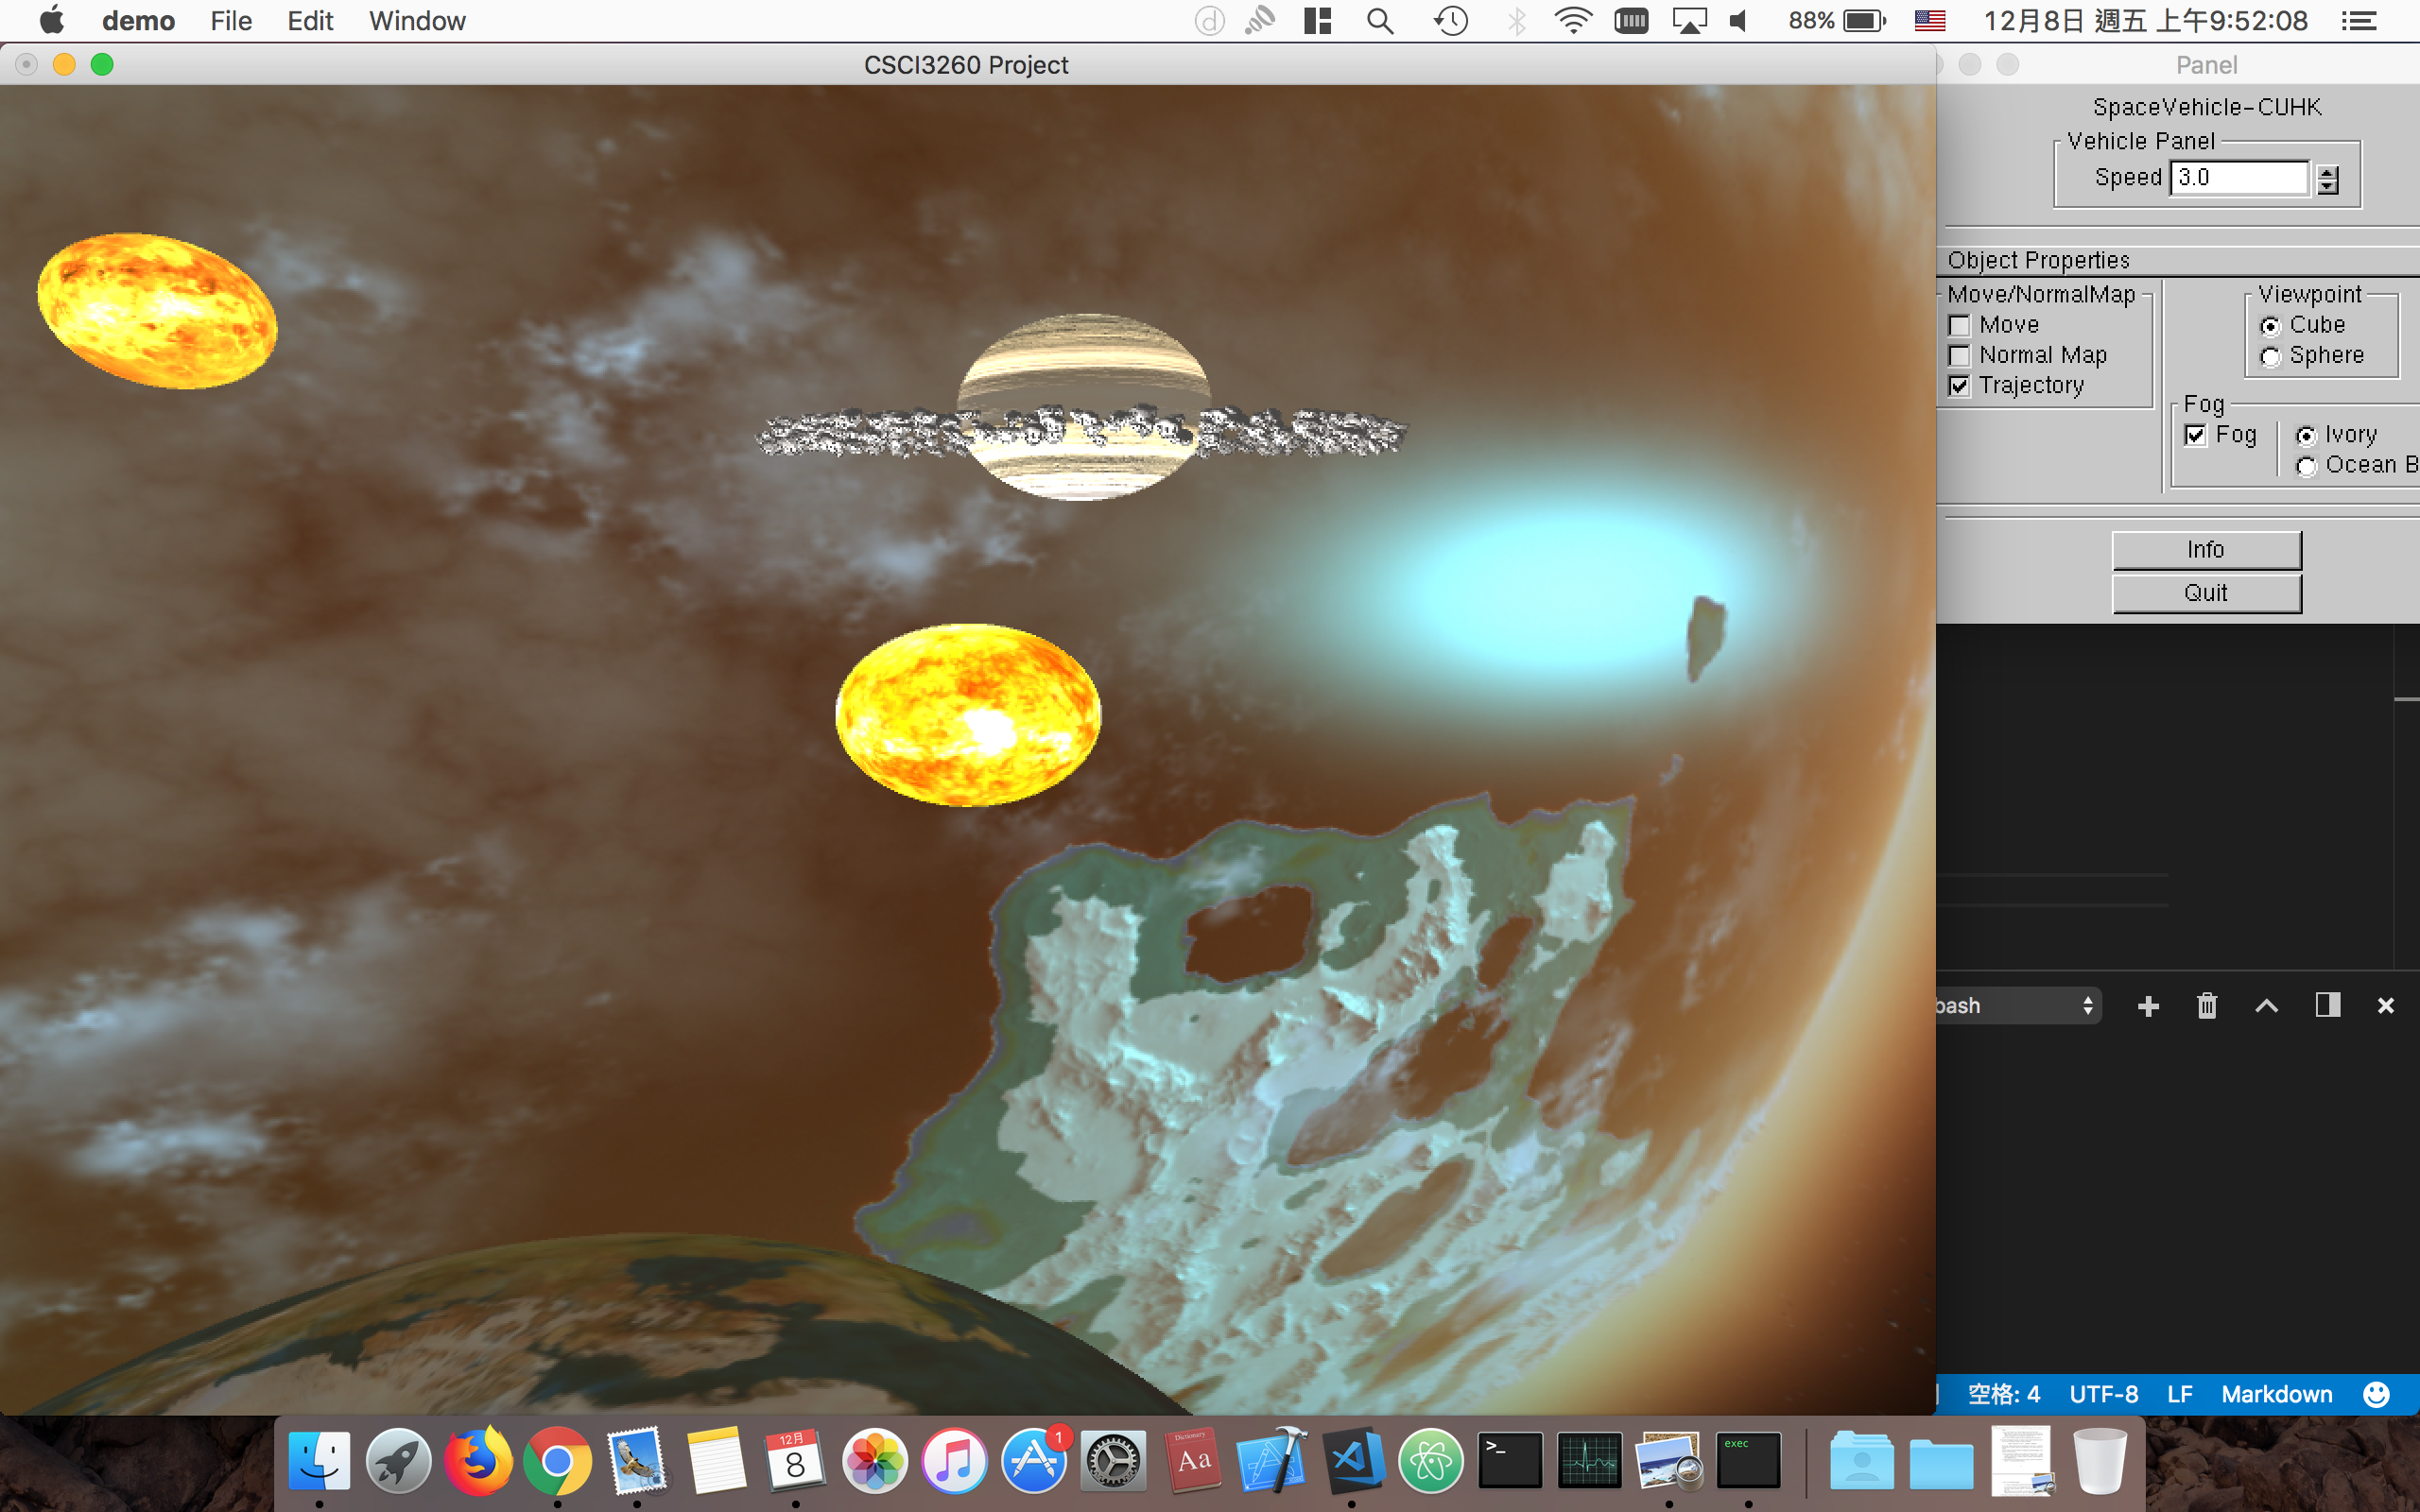 demo File Edit Window 88% 12月8日 週五 上午9:52:08
CSCI3260 Project
Panel
SpaceVehicle-CUHK
Vehicle Panel
Speed 3.0
Object Properties
Move/NormalMap
Move
Normal Map
Trajectory
Viewpoint
Cube
Sphere
Fog
Fog
Ivory
Ocean B
Info
Quit
bash
空格: 4 UTF-8 LF Markdown
12月
8
1
Dictionary
Aa
>_
exec